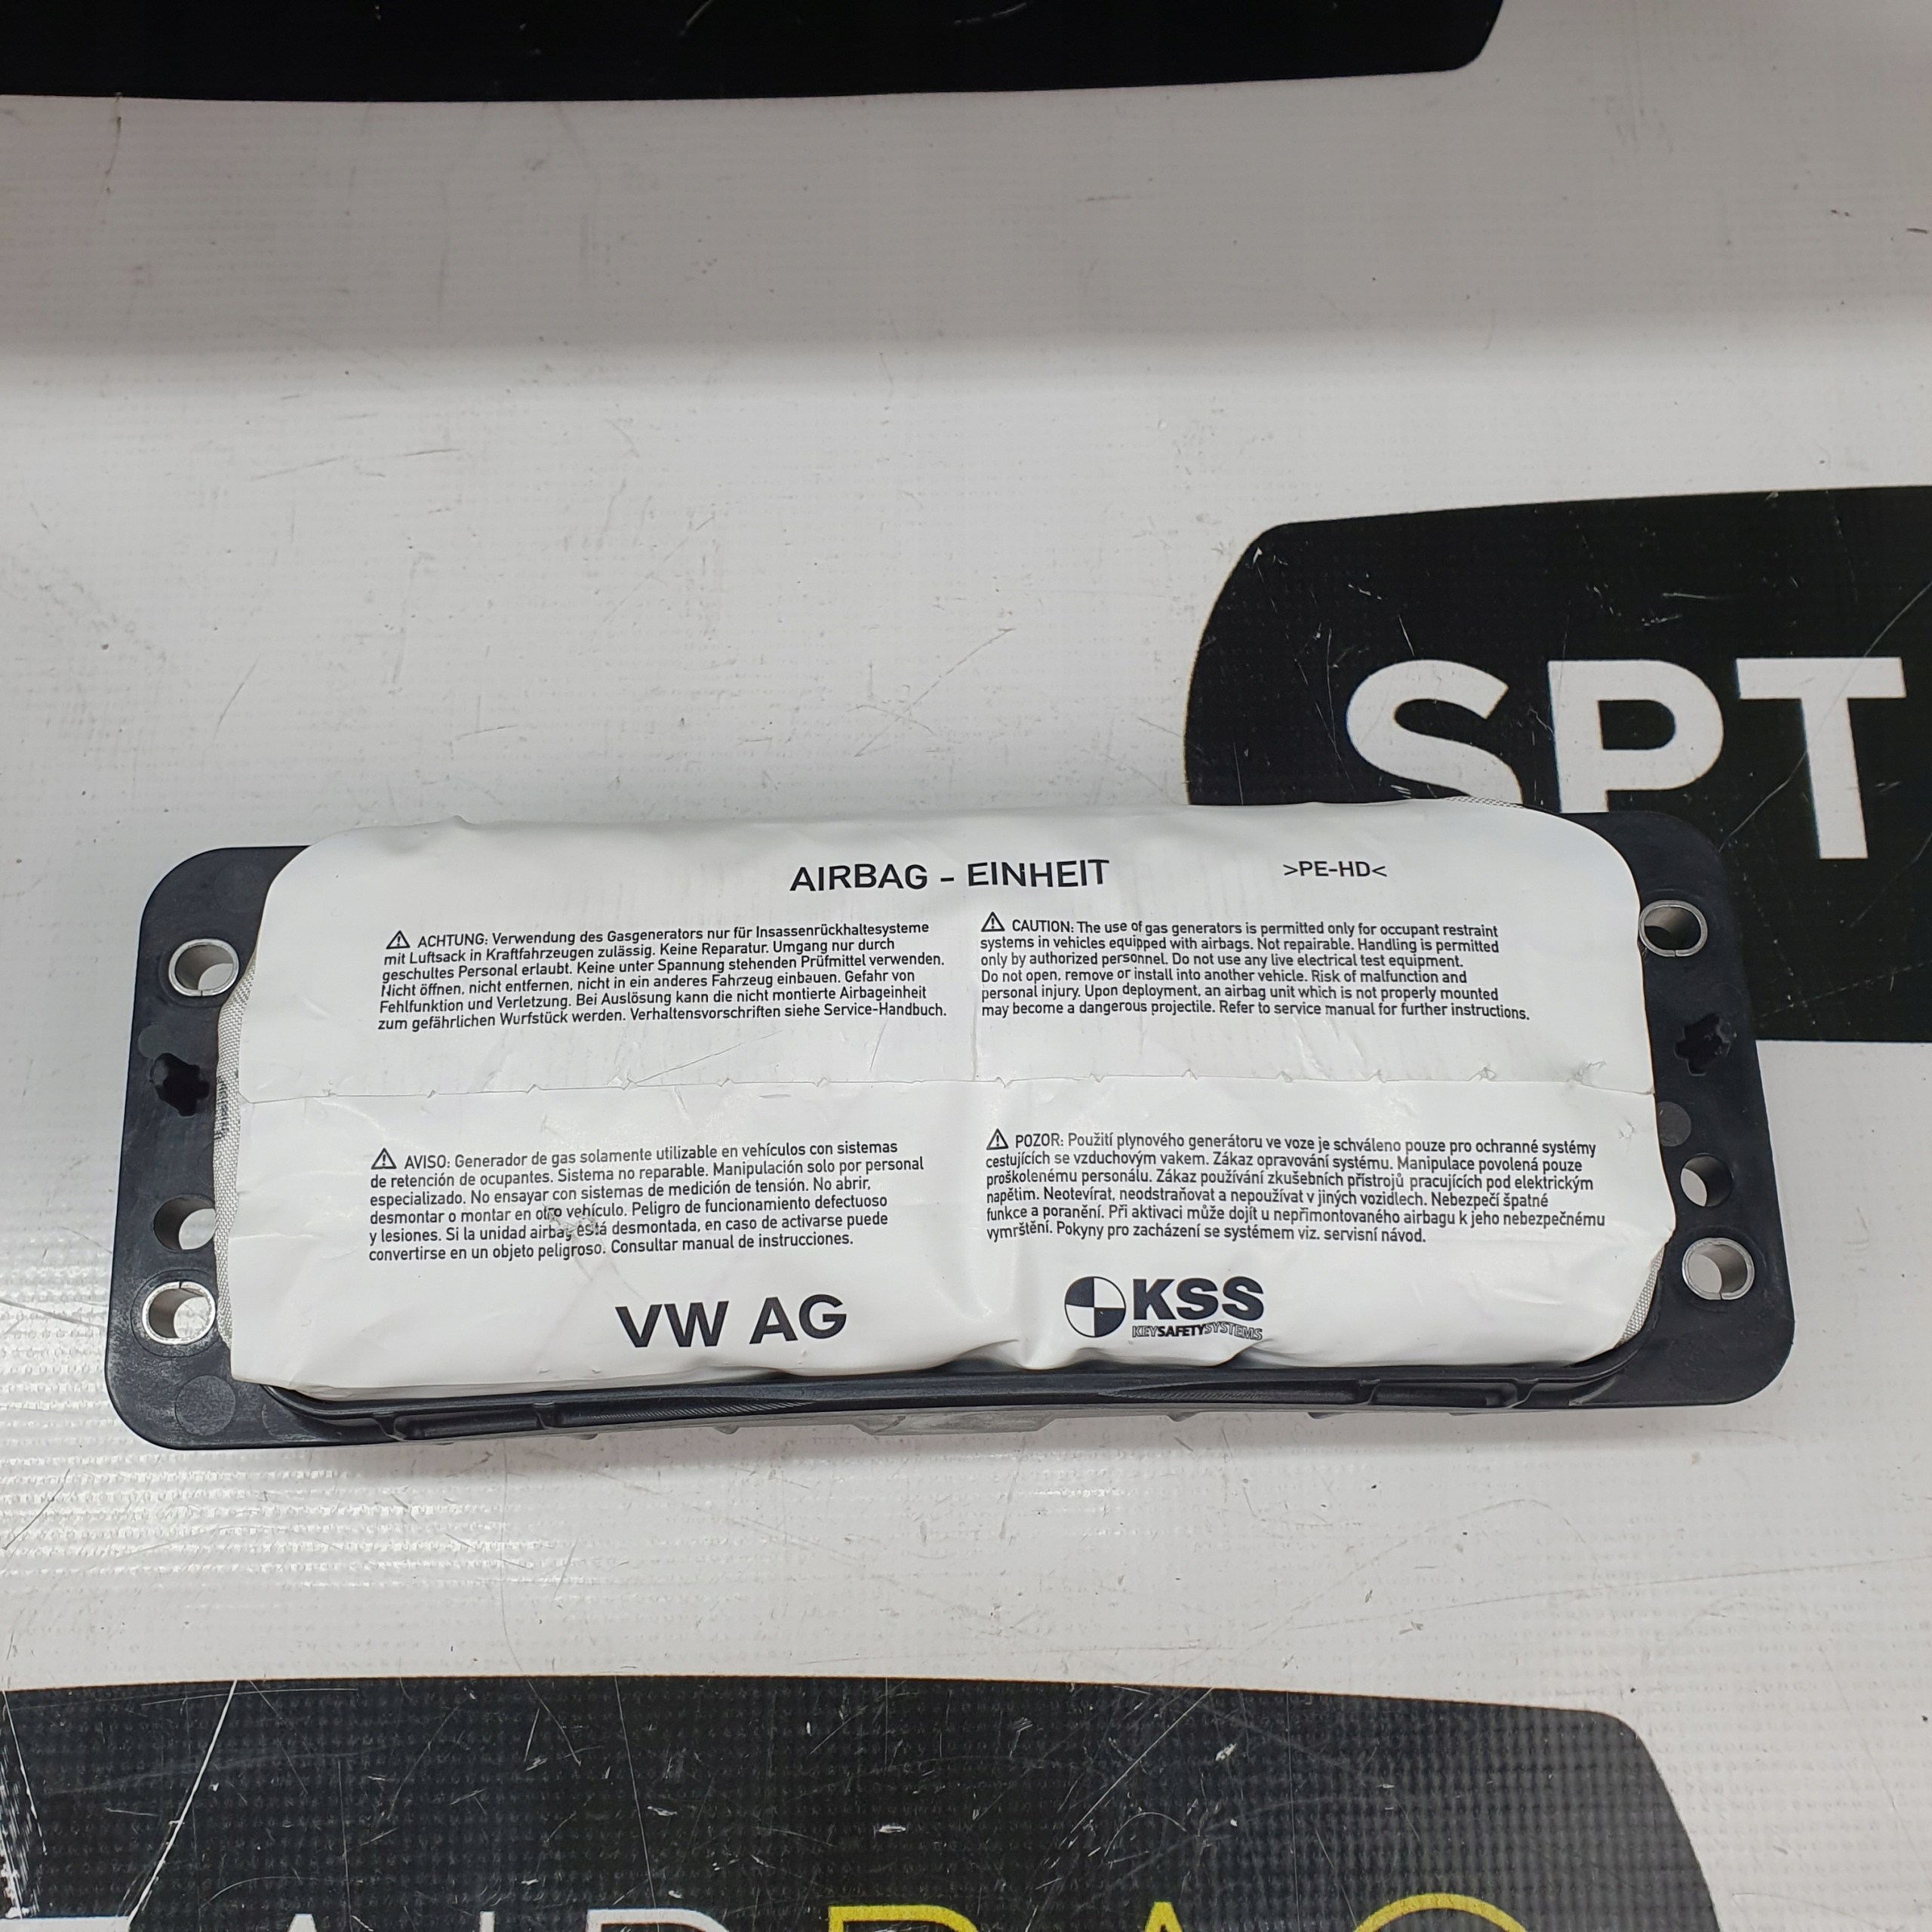 SPT
AIRBAG - EINHEIT
>PE-HD<
ACHTUNG: Verwendung des Gasgenerators nur für Insassenrückhaltesysteme
mit Luftsack in Kraftfahrzeugen zulässig. Keine Reparatur. Umgang nur durch
geschultes Personal erlaubt. Keine unter Spannung stehenden Prüfmittel verwenden.
Nicht öffnen, nicht entfernen, nicht in ein anderes Fahrzeug einbauen. Gefahr von
Fehlfunktion und Verletzung. Bei Auslösung kann die nicht montierte Airbageinheit
zum gefährlichen Wurfstück werden. Verhaltensvorschriften siehe Service-Handbuch.
CAUTION: The use of gas generators is permitted only for occupant restraint
systems in vehicles equipped with airbags. Not repairable. Handling is permitted
only by authorized personnel. Do not use any live electrical test equipment.
Do not open, remove or install into another vehicle. Risk of malfunction and
personal injury. Upon deployment, an airbag unit which is not properly mounted
may become a dangerous projectile. Refer to service manual for further instructions.
AVISO: Generador de gas solamente utilizable en vehículos con sistemas
de retención de ocupantes. Sistema no reparable. Manipulación solo por personal
especializado. No ensayar con sistemas de medición de tensión. No abrir,
desmontar o montar en otro vehículo. Peligro de funcionamiento defectuoso
y lesiones. Si la unidad airbag está desmontada, en caso de activarse puede
convertirse en un objeto peligroso. Consultar manual de instrucciones.
POZOR: Použití plynového generátoru ve voze je schváleno pouze pro ochranné systémy
cestujících se vzduchovým vakem. Zákaz opravování systému. Manipulace povolená pouze
proškolenému personálu. Zákaz používání zkušebních přístrojů pracujících pod elektrickým
napětim. Neotevírat, neodstraňovat a nepoužívat v jiných vozidlech. Nebezpečí špatné
funkce a poranění. Při aktivaci může dojít u nepřimontovaného airbagu k jeho nebezpečnému
vymrštění. Pokyny pro zacházení se systémem viz. servisní návod.
VW AG
KSS
KEYSAFETYSYSTEMS
AIRBAG